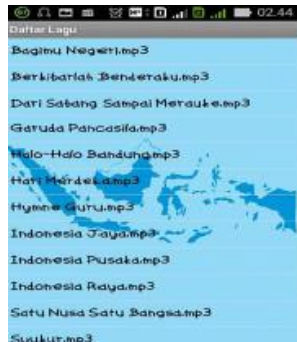 02.44
Daftar Lagu
Bagimu Negeri.mp3
Berkibarlah Benderaku.mp3
Dari Sabang Sampai Merauke.mp3
Garuda Pancasila.mp3
Halo-Halo Bandung.mp3
Hari Merdeka.mp3
Hymne Guru.mp3
Indonesia Jaya.mp3
Indonesia Pusaka.mp3
Indonesia Raya.mp3
Satu Nusa Satu Bangsa.mp3
Syukur.mp3